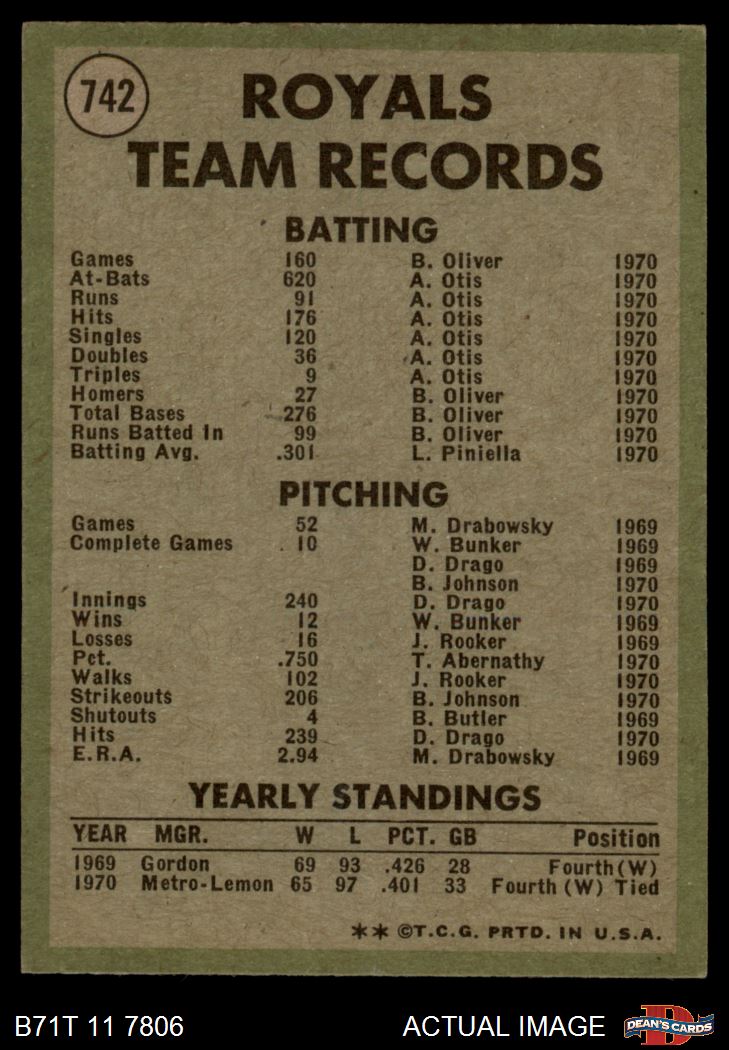 742
ROYALS
TEAM RECORDS
BATTING
Games 160 B. Oliver 1970
At-Bats 620 A. Otis 1970
Runs 91 A. Otis 1970
Hits 176 A. Otis 1970
Singles 120 A. Otis 1970
Doubles 36 A. Otis 1970
Triples 9 A. Otis 1970
Homers 27 B. Oliver 1970
Total Bases 276 B. Oliver 1970
Runs Batted In 99 B. Oliver 1970
Batting Avg. .301 L. Piniella 1970
PITCHING
Games 52 M. Drabowsky 1969
Complete Games 10 W. Bunker 1969
D. Drago 1969
B. Johnson 1970
Innings 240 D. Drago 1970
Wins 12 W. Bunker 1969
Losses 16 J. Rooker 1969
Pct. .750 T. Abernathy 1970
Walks 102 J. Rooker 1970
Strikeouts 206 B. Johnson 1970
Shutouts 4 B. Butler 1969
Hits 239 D. Drago 1970
E.R.A. 2.94 M. Drabowsky 1969
YEARLY STANDINGS
YEAR MGR. W L PCT. GB Position
1969 Gordon 69 93 .426 28 Fourth (W)
1970 Metro-Lemon 65 97 .401 33 Fourth (W) Tied
** ©T.C.G. PRTD. IN U.S.A.
B71T 11 7806 ACTUAL IMAGE D DEAN'S CARDS